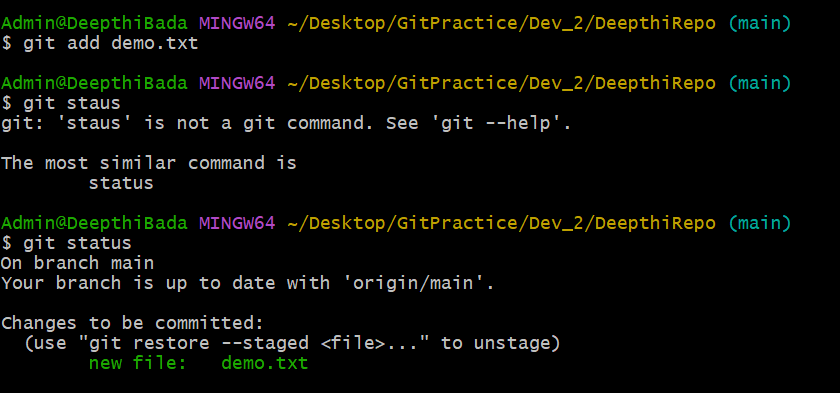 Admin@DeepthiBada MINGW64 ~/Desktop/GitPractice/Dev_2/DeepthiRepo (main)
$ git add demo.txt
Admin@DeepthiBada MINGW64 ~/Desktop/GitPractice/Dev_2/DeepthiRepo (main)
$ git staus
git: 'staus' is not a git command. See 'git --help'.
The most similar command is
        status
Admin@DeepthiBada MINGW64 ~/Desktop/GitPractice/Dev_2/DeepthiRepo (main)
$ git status
On branch main
Your branch is up to date with 'origin/main'.
Changes to be committed:
  (use "git restore --staged <file>..." to unstage)
        new file:   demo.txt